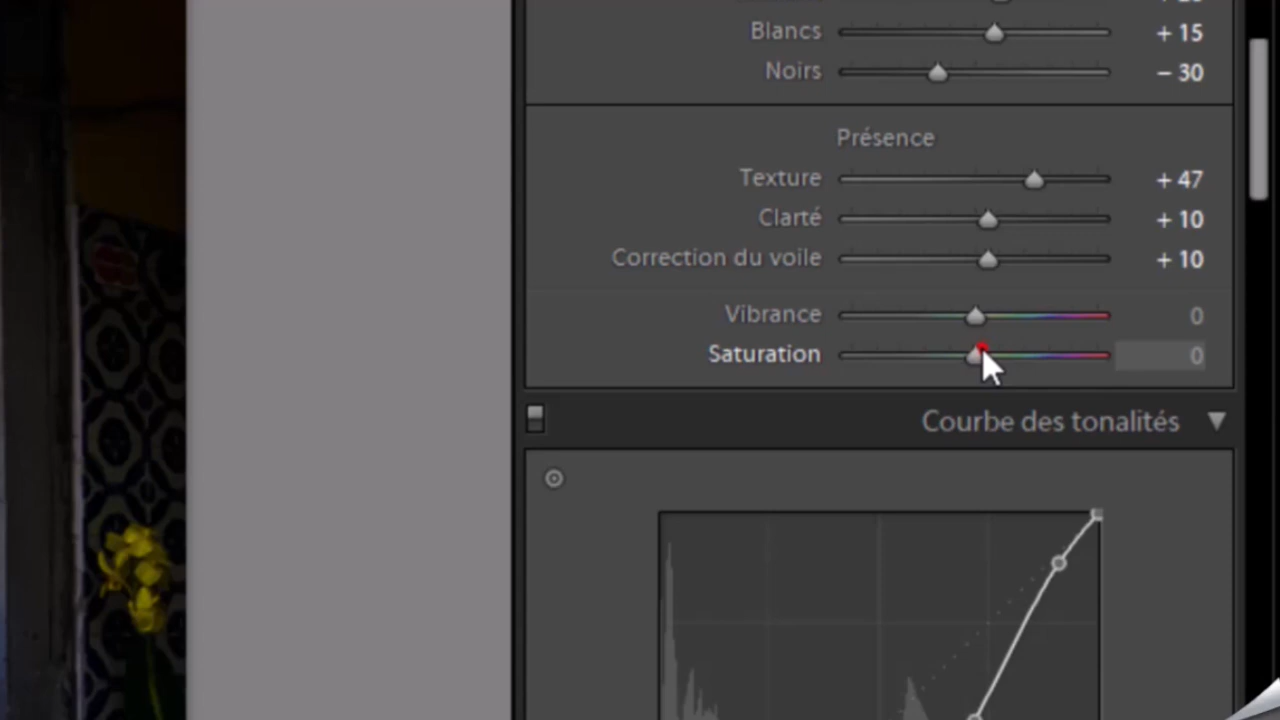 Blancs + 15
Noirs – 30
Présence
Texture + 47
Clarté + 10
Correction du voile + 10
Vibrance 0
Saturation 0
Courbe des tonalités